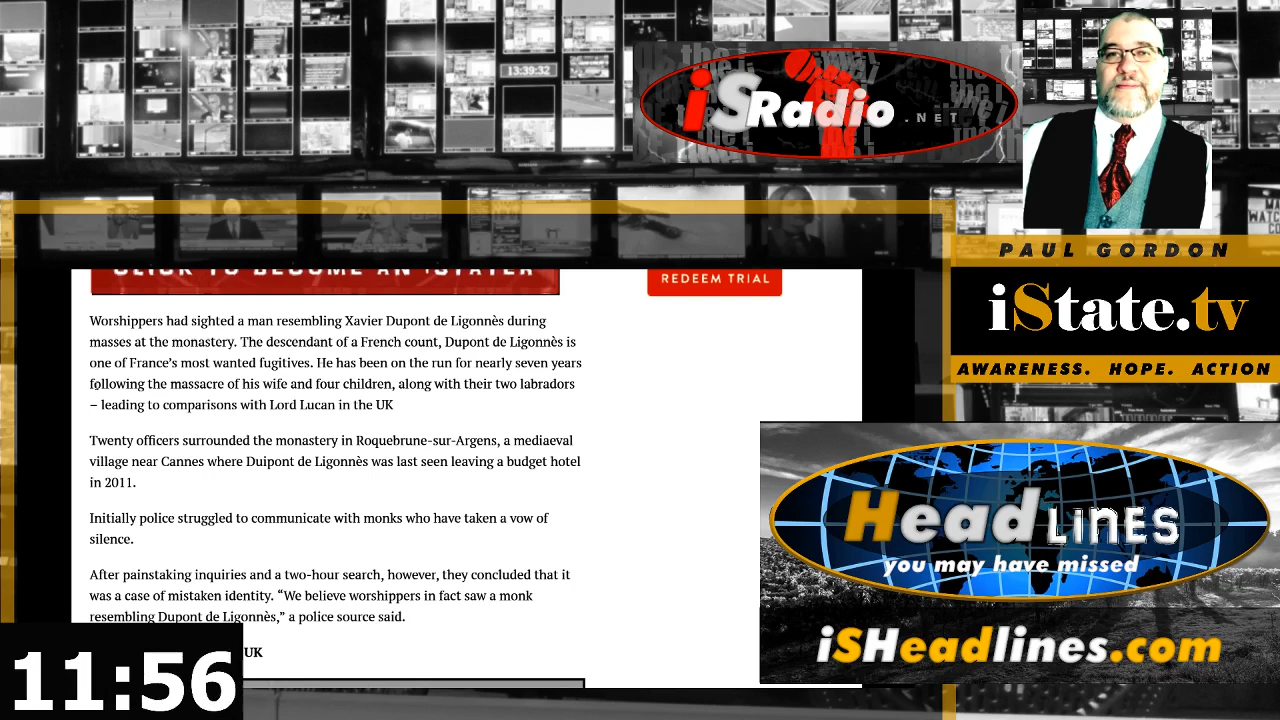 13:39:32
iSRadio
.NET
PAUL GORDON
iState.tv
AWARENESS. HOPE. ACTION
CLICK TO BECOME AN iSTATER
REDEEM TRIAL
Worshippers had sighted a man resembling Xavier Dupont de Ligonnès during
masses at the monastery. The descendant of a French count, Dupont de Ligonnès is
one of France’s most wanted fugitives. He has been on the run for nearly seven years
following the massacre of his wife and four children, along with their two labradors
– leading to comparisons with Lord Lucan in the UK
Twenty officers surrounded the monastery in Roquebrune-sur-Argens, a mediaeval
village near Cannes where Duipont de Ligonnès was last seen leaving a budget hotel
in 2011.
Initially police struggled to communicate with monks who have taken a vow of
silence.
After painstaking inquiries and a two-hour search, however, they concluded that it
was a case of mistaken identity. “We believe worshippers in fact saw a monk
resembling Dupont de Ligonnès,” a police source said.
UK
HeadLINES
you may have missed
iSHeadlines.com
11:56